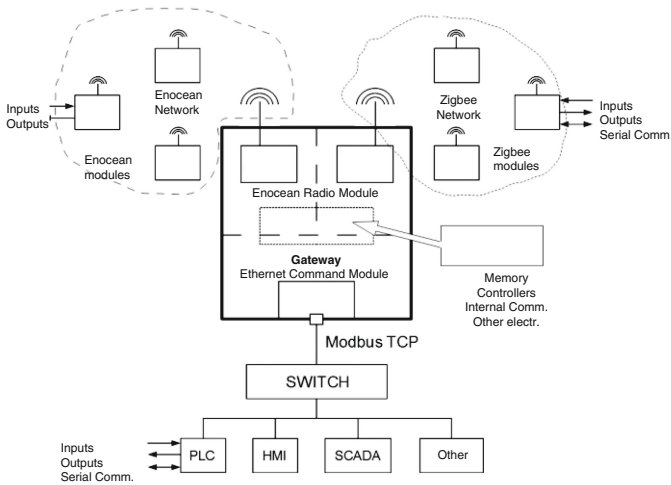 Enocean
Network
Inputs
Outputs
Enocean
modules
Zigbee
Network
Inputs
Outputs
Serial Comm.
Zigbee
modules
Enocean Radio Module
Gateway
Ethernet Command Module
Memory
Controllers
Internal Comm.
Other electr.
Modbus TCP
SWITCH
Inputs
Outputs
Serial Comm.
PLC
HMI
SCADA
Other